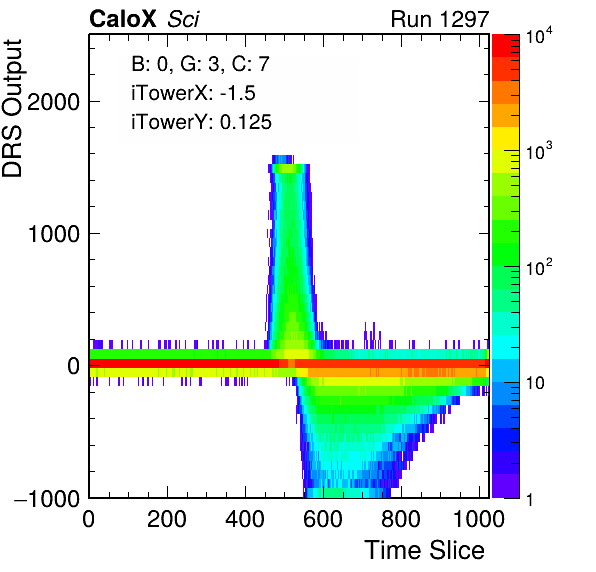 CaloX Sci Run 1297
B: 0, G: 3, C: 7
iTowerX: -1.5
iTowerY: 0.125
DRS Output
2000
1000
0
−1000
0 200 400 600 800 1000
Time Slice
10^4
10^3
10^2
10
1